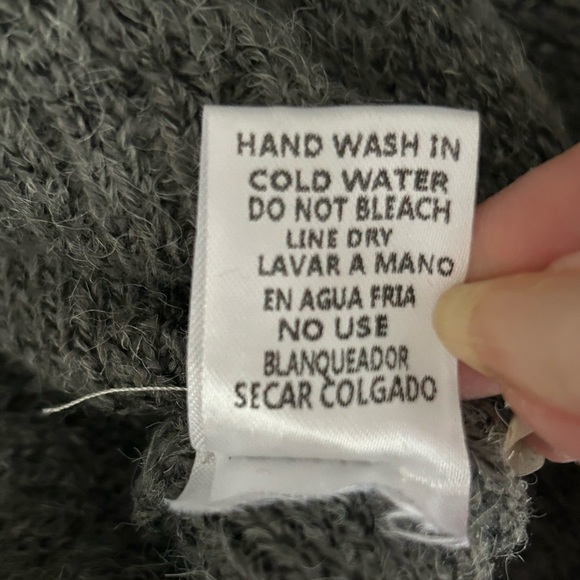 HAND WASH IN
COLD WATER
DO NOT BLEACH
LINE DRY
LAVAR A MANO
EN AGUA FRIA
NO USE
BLANQUEADOR
SECAR COLGADO